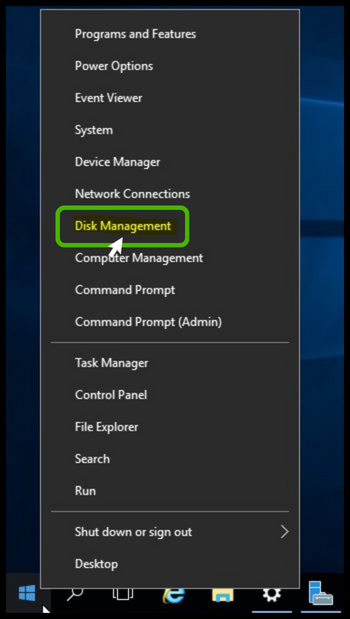 Programs and Features
Power Options
Event Viewer
System
Device Manager
Network Connections
Disk Management
Computer Management
Command Prompt
Command Prompt (Admin)
Task Manager
Control Panel
File Explorer
Search
Run
Shut down or sign out
Desktop